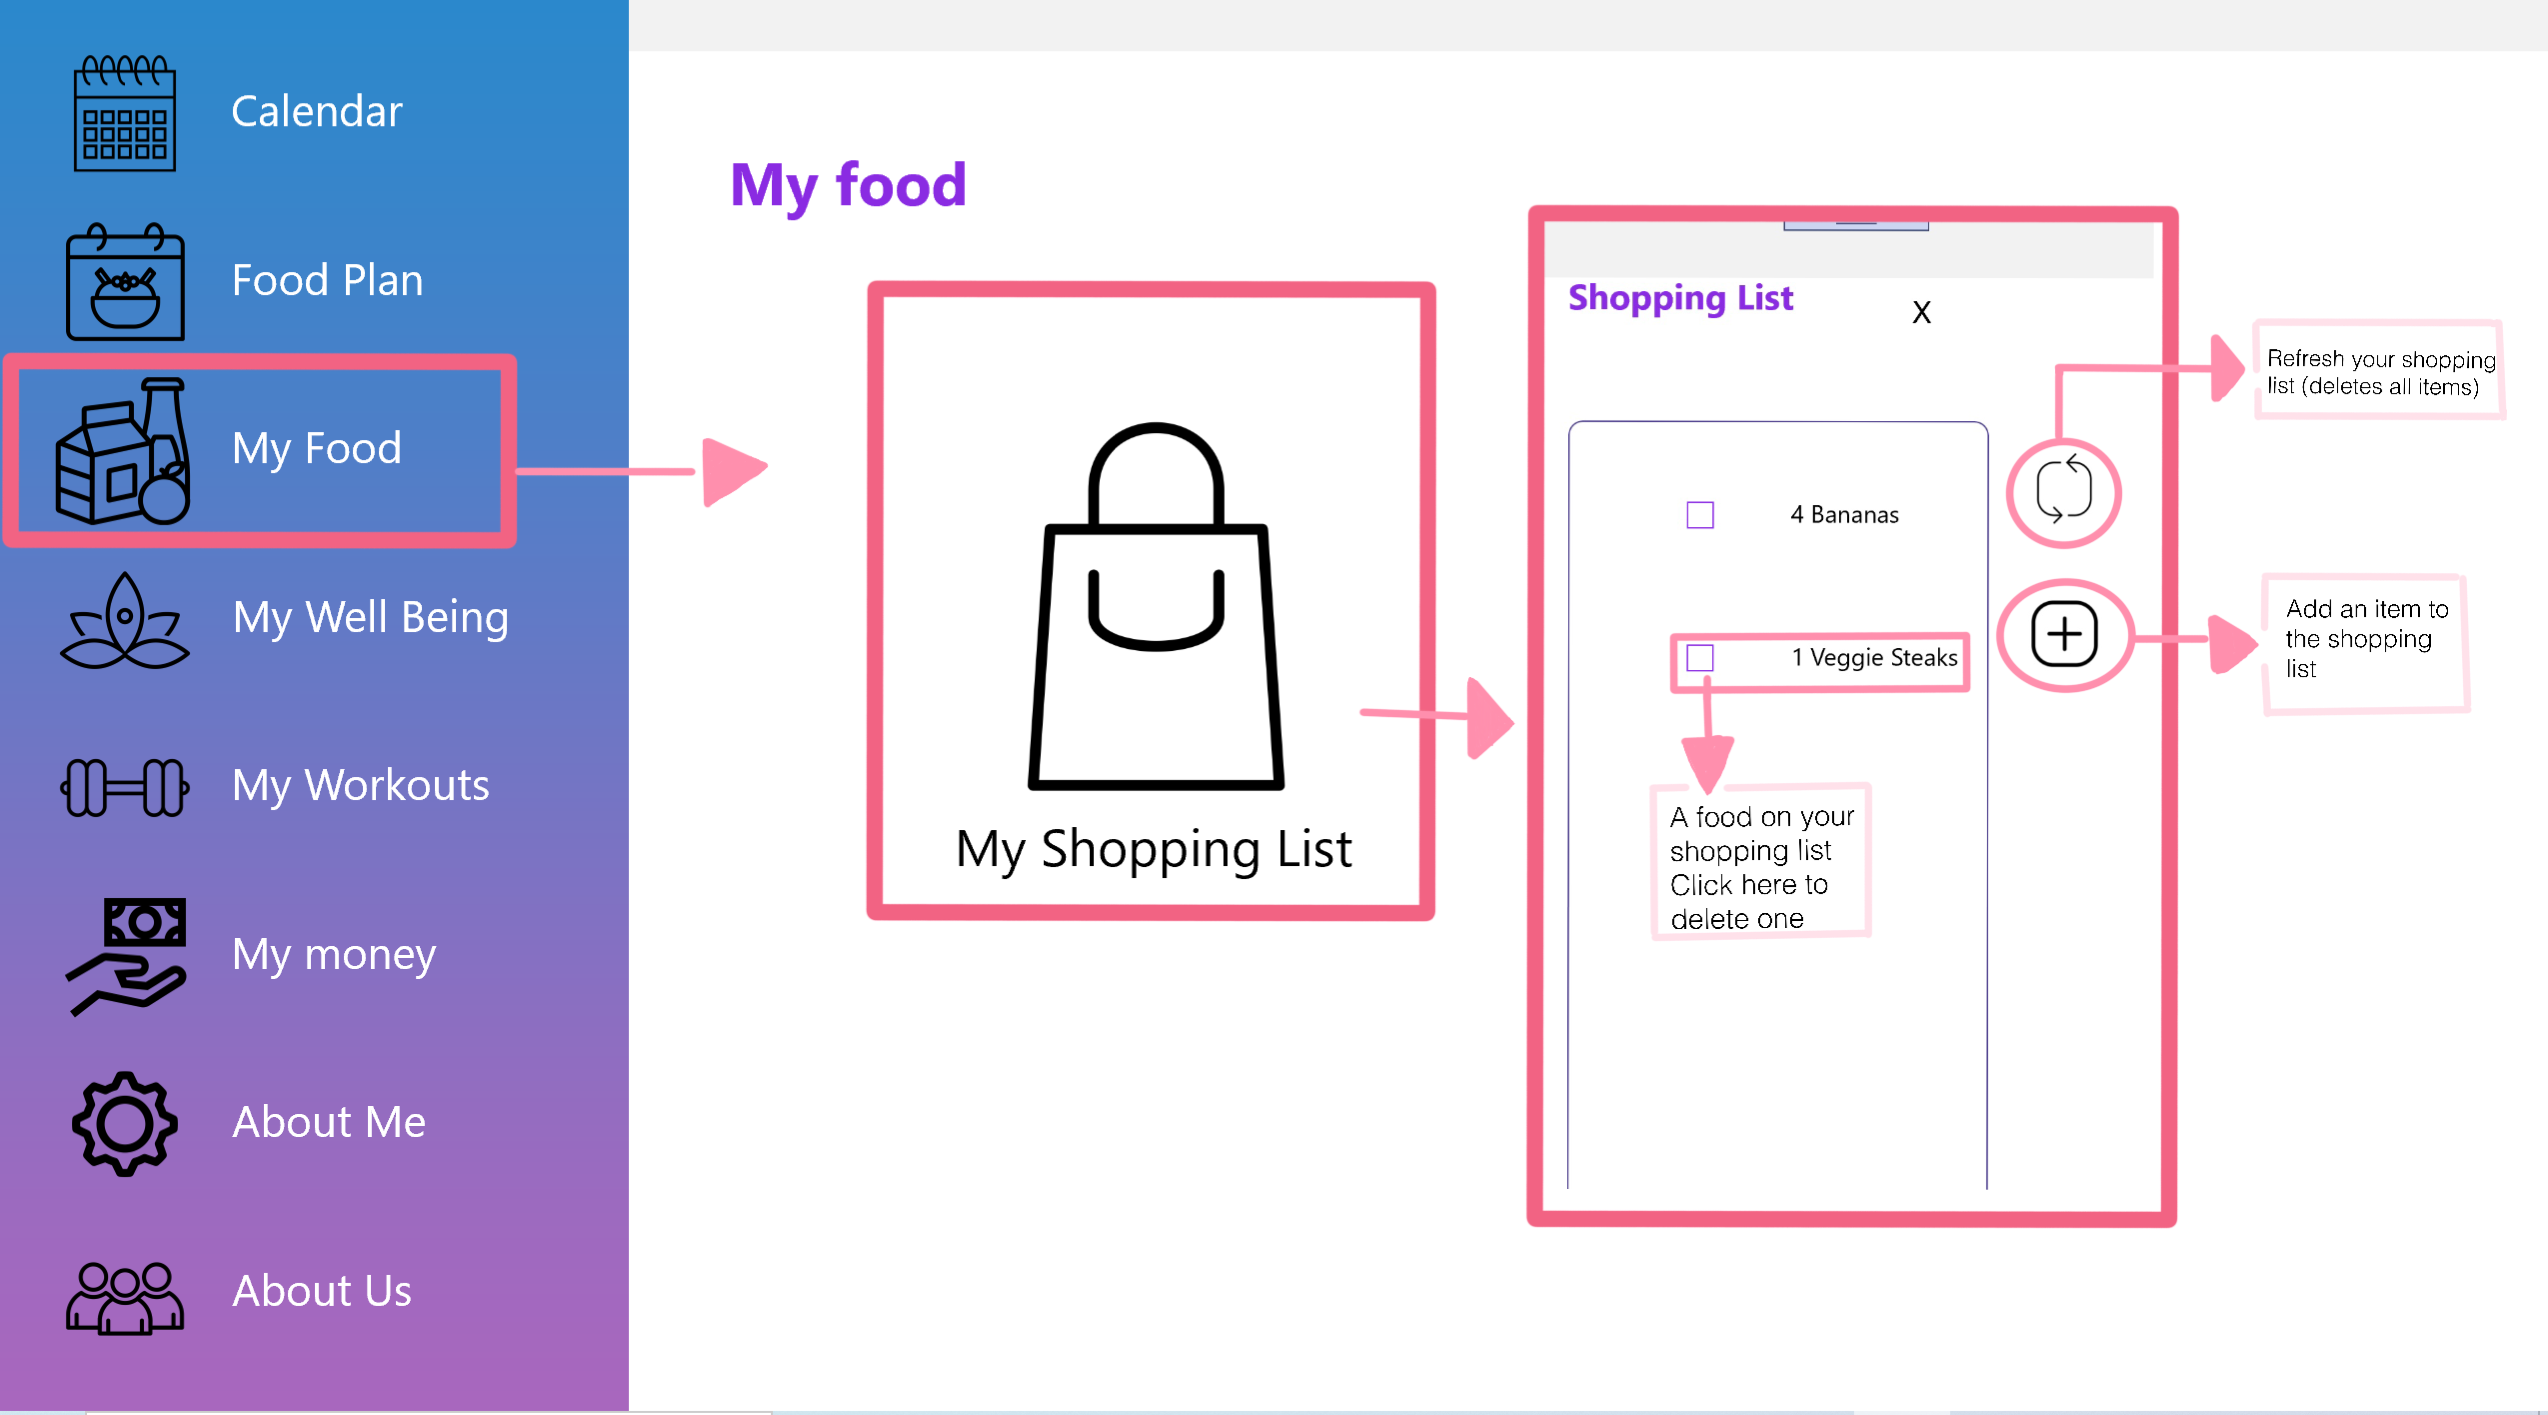 Calendar
Food Plan
My Food
My Well Being
My Workouts
My money
About Me
About Us
My food
My Shopping List
Shopping List
X
4 Bananas
1 Veggie Steaks
A food on your
shopping list
Click here to
delete one
Refresh your shopping
list (deletes all items)
Add an item to
the shopping
list